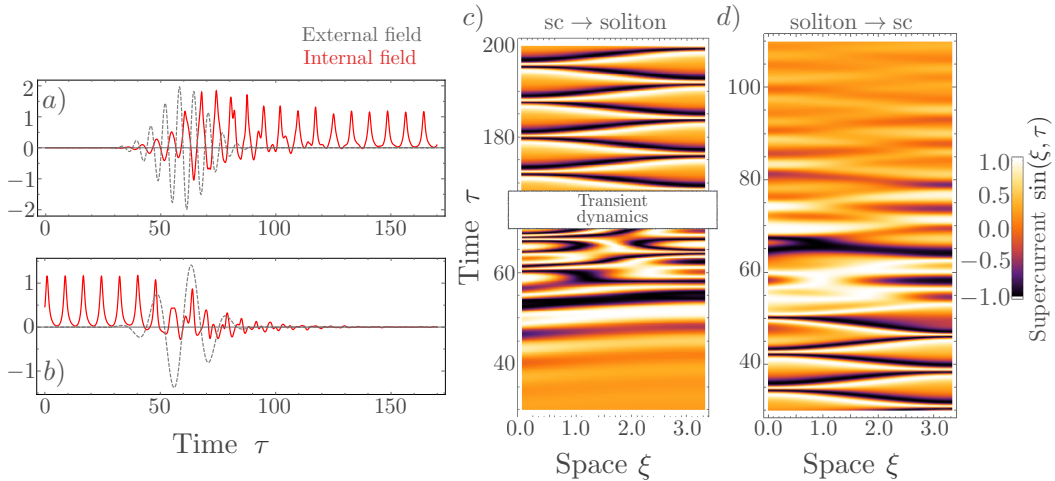 External field
Internal field
a)
2
1
0
−1
−2
0
50
100
150
b)
1
0
−1
0
50
100
150
Time τ
c)
sc → soliton
200
180
Transient
dynamics
60
40
Time τ
0.0
1.0
2.0
3.0
Space ξ
d)
soliton → sc
100
80
60
40
0.0
1.0
2.0
3.0
Space ξ
1.0
0.5
0.0
−0.5
−1.0
Supercurrent sin(ξ, τ)